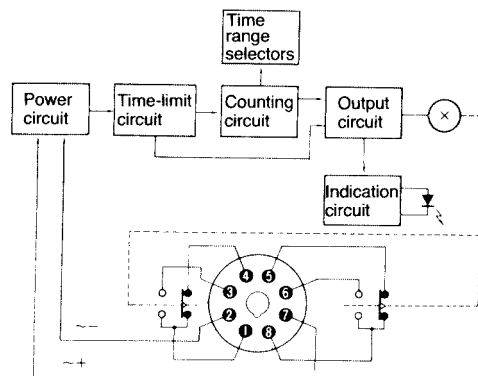 Time
range
selectors
Power
circuit
Time-limit
circuit
Counting
circuit
Output
circuit
×
Indication
circuit
4 5
3 6
2 7
1 8
~−
~+